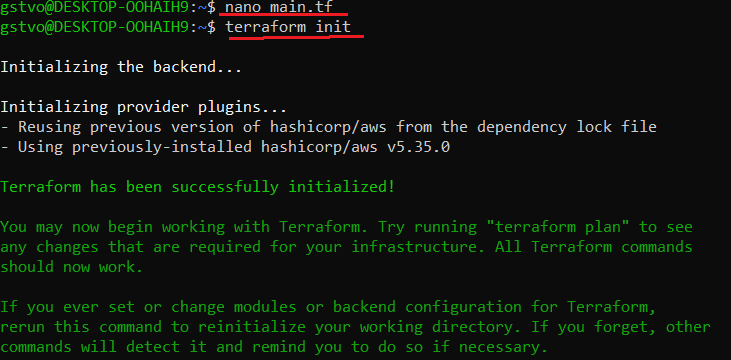 gstvo@DESKTOP-OOHAIH9:~$ nano main.tf
gstvo@DESKTOP-OOHAIH9:~$ terraform init
Initializing the backend...
Initializing provider plugins...
- Reusing previous version of hashicorp/aws from the dependency lock file
- Using previously-installed hashicorp/aws v5.35.0
Terraform has been successfully initialized!
You may now begin working with Terraform. Try running "terraform plan" to see
any changes that are required for your infrastructure. All Terraform commands
should now work.
If you ever set or change modules or backend configuration for Terraform,
rerun this command to reinitialize your working directory. If you forget, other
commands will detect it and remind you to do so if necessary.